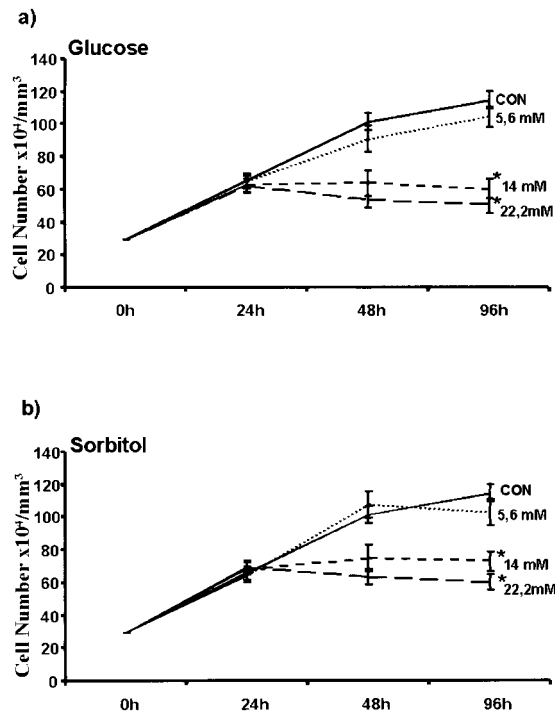 a)
Glucose
Cell Number x10⁴/mm³
140
120
100
80
60
40
20
0
CON
5,6 mM
*14 mM
*22,2mM
0h 24h 48h 96h
b)
Sorbitol
Cell Number x10⁴/mm³
140
120
100
80
60
40
20
0
CON
5,6 mM
*14 mM
*22,2mM
0h 24h 48h 96h